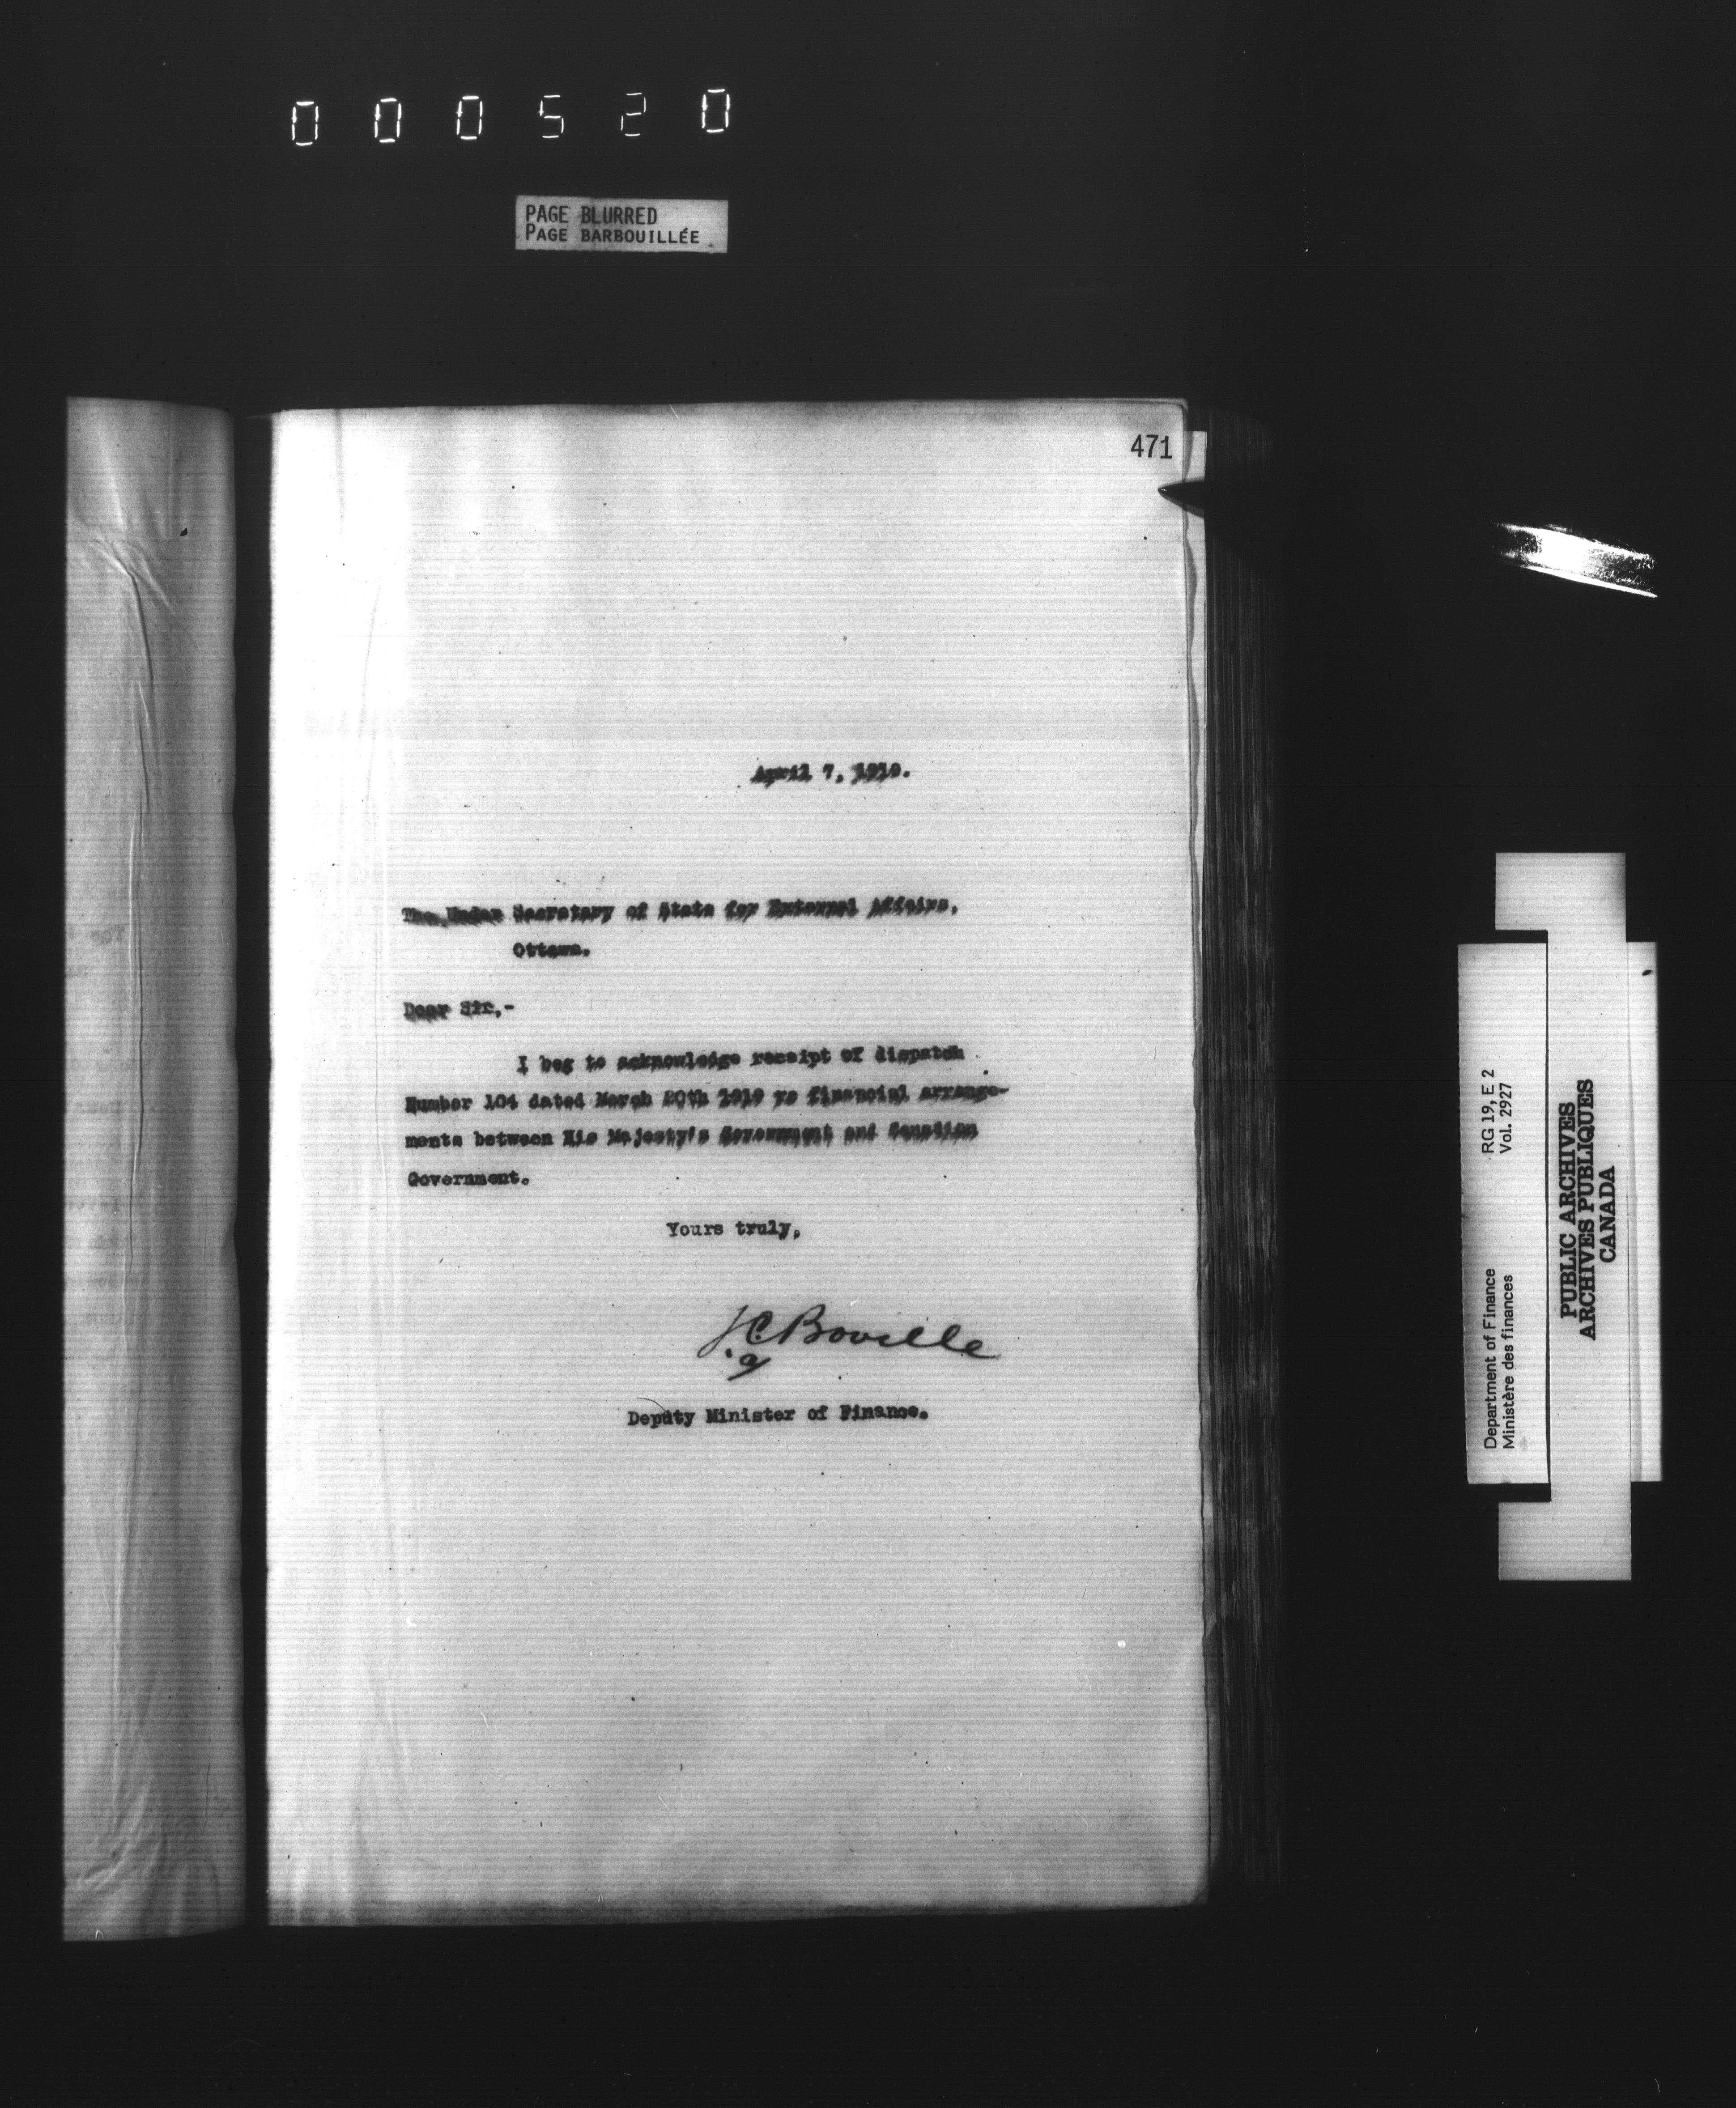 000520
PAGE BLURRED
PAGE BARBOUILLÉE
471
April 7, 1919.
The Under Secretary of State for External Affairs,
Ottawa.
Dear Sir,-
I beg to acknowledge receipt of dispatch
Number 104 dated March 20th 1919 re financial arrange-
ments between His Majesty's Government and Canadian
Government.
Yours truly,
J.C. Boville
Deputy Minister of Finance.
Department of Finance RG 19, E 2
Ministère des finances Vol. 2927
PUBLIC ARCHIVES
ARCHIVES PUBLIQUES
CANADA